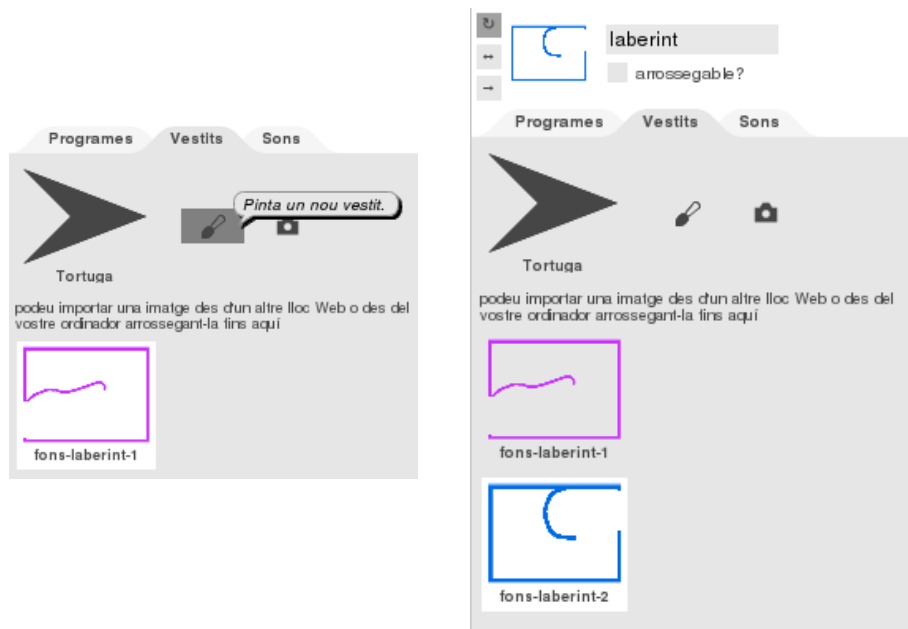 Programes Vestits Sons
Pinta un nou vestit.
Tortuga
podeu importar una imatge des d'un altre lloc Web o des del
vostre ordinador arrossegant-la fins aquí
fons-laberint-1
laberint
arrossegable?
Programes Vestits Sons
Tortuga
podeu importar una imatge des d'un altre lloc Web o des del
vostre ordinador arrossegant-la fins aquí
fons-laberint-1
fons-laberint-2